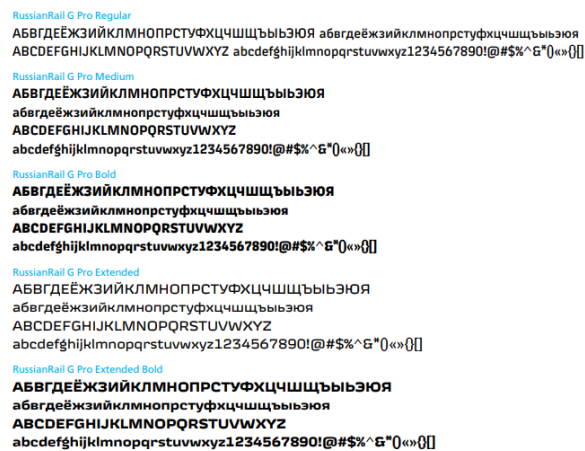 RussianRail G Pro Regular
АБВГДЕЁЖЗИЙКЛМНОПРСТУФХЦЧШЩЪЫЬЭЮЯ абвгдеёжзийклмнопрстуфхцчшщъыьэюя
ABCDEFGHIJKLMNOPQRSTUVWXYZ abcdefghijklmnopqrstuvwxyz1234567890!@#$%^&*()«»{}[]
RussianRail G Pro Medium
АБВГДЕЁЖЗИЙКЛМНОПРСТУФХЦЧШЩЪЫЬЭЮЯ
абвгдеёжзийклмнопрстуфхцчшщъыьэюя
ABCDEFGHIJKLMNOPQRSTUVWXYZ
abcdefghijklmnopqrstuvwxyz1234567890!@#$%^&*()«»{}[]
RussianRail G Pro Bold
АБВГДЕЁЖЗИЙКЛМНОПРСТУФХЦЧШЩЪЫЬЭЮЯ
абвгдеёжзийклмнопрстуфхцчшщъыьэюя
ABCDEFGHIJKLMNOPQRSTUVWXYZ
abcdefghijklmnopqrstuvwxyz1234567890!@#$%^&*()«»{}[]
RussianRail G Pro Extended
АБВГДЕЁЖЗИЙКЛМНОПРСТУФХЦЧШЩЪЫЬЭЮЯ
абвгдеёжзийклмнопрстуфхцчшщъыьэюя
ABCDEFGHIJKLMNOPQRSTUVWXYZ
abcdefghijklmnopqrstuvwxyz1234567890!@#$%^&*()«»{}[]
RussianRail G Pro Extended Bold
АБВГДЕЁЖЗИЙКЛМНОПРСТУФХЦЧШЩЪЫЬЭЮЯ
абвгдеёжзийклмнопрстуфхцчшщъыьэюя
ABCDEFGHIJKLMNOPQRSTUVWXYZ
abcdefghijklmnopqrstuvwxyz1234567890!@#$%^&*()«»{}[]